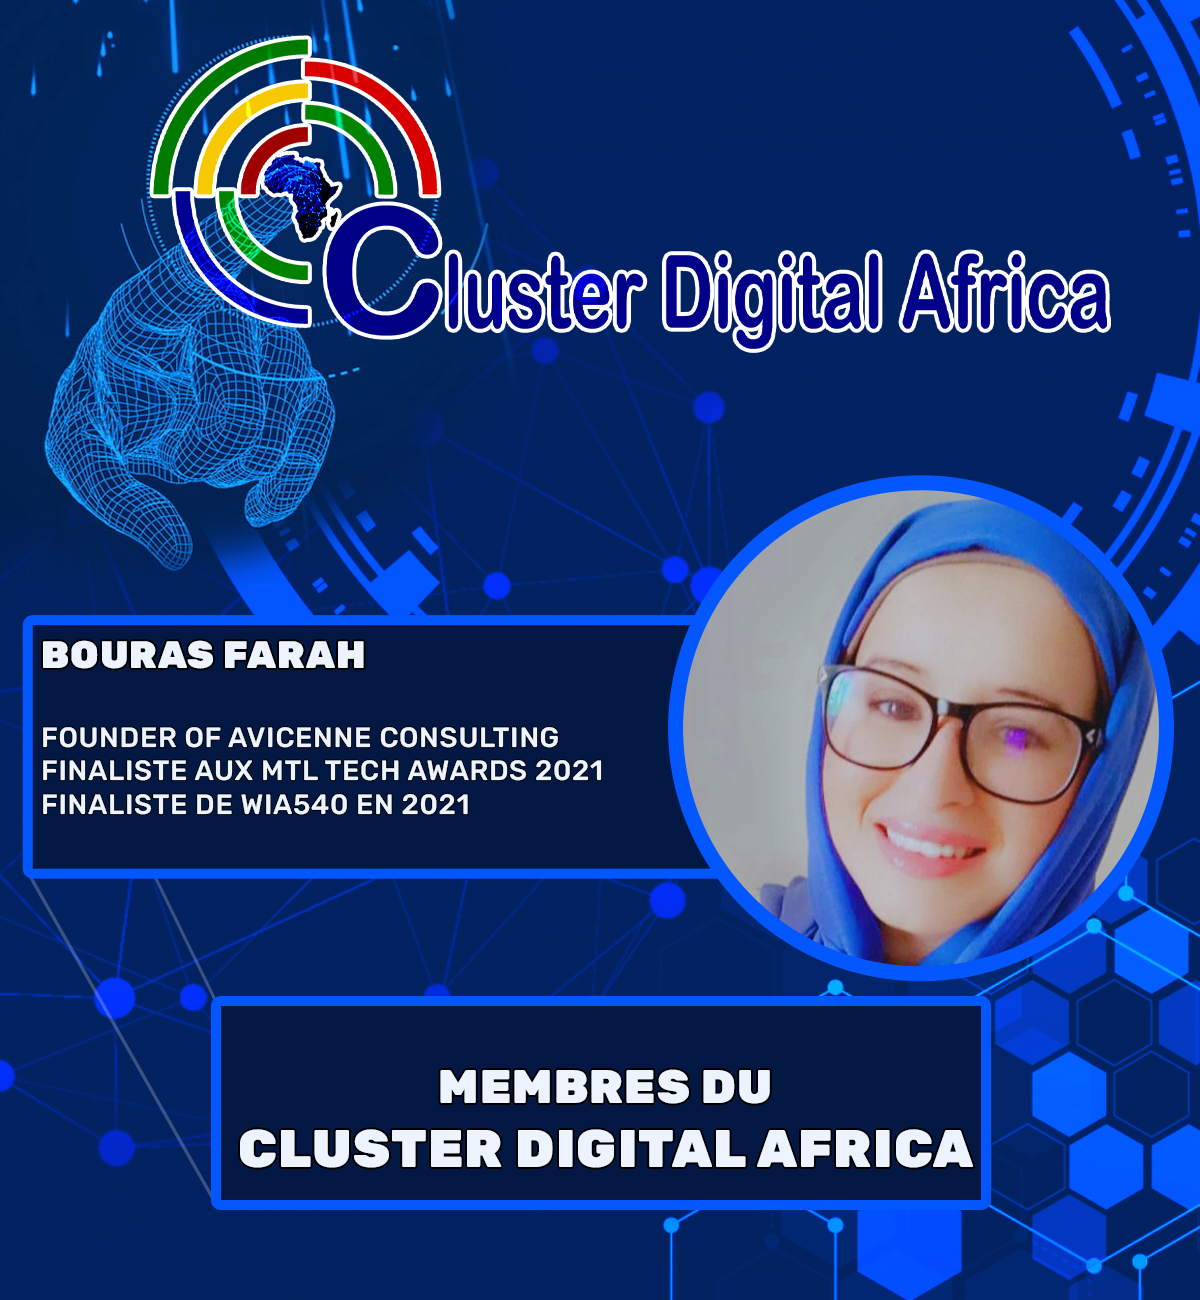 Cluster Digital Africa
BOURAS FARAH
FOUNDER OF AVICENNE CONSULTING
FINALISTE AUX MTL TECH AWARDS 2021
FINALISTE DE WIA540 EN 2021
MEMBRES DU
CLUSTER DIGITAL AFRICA